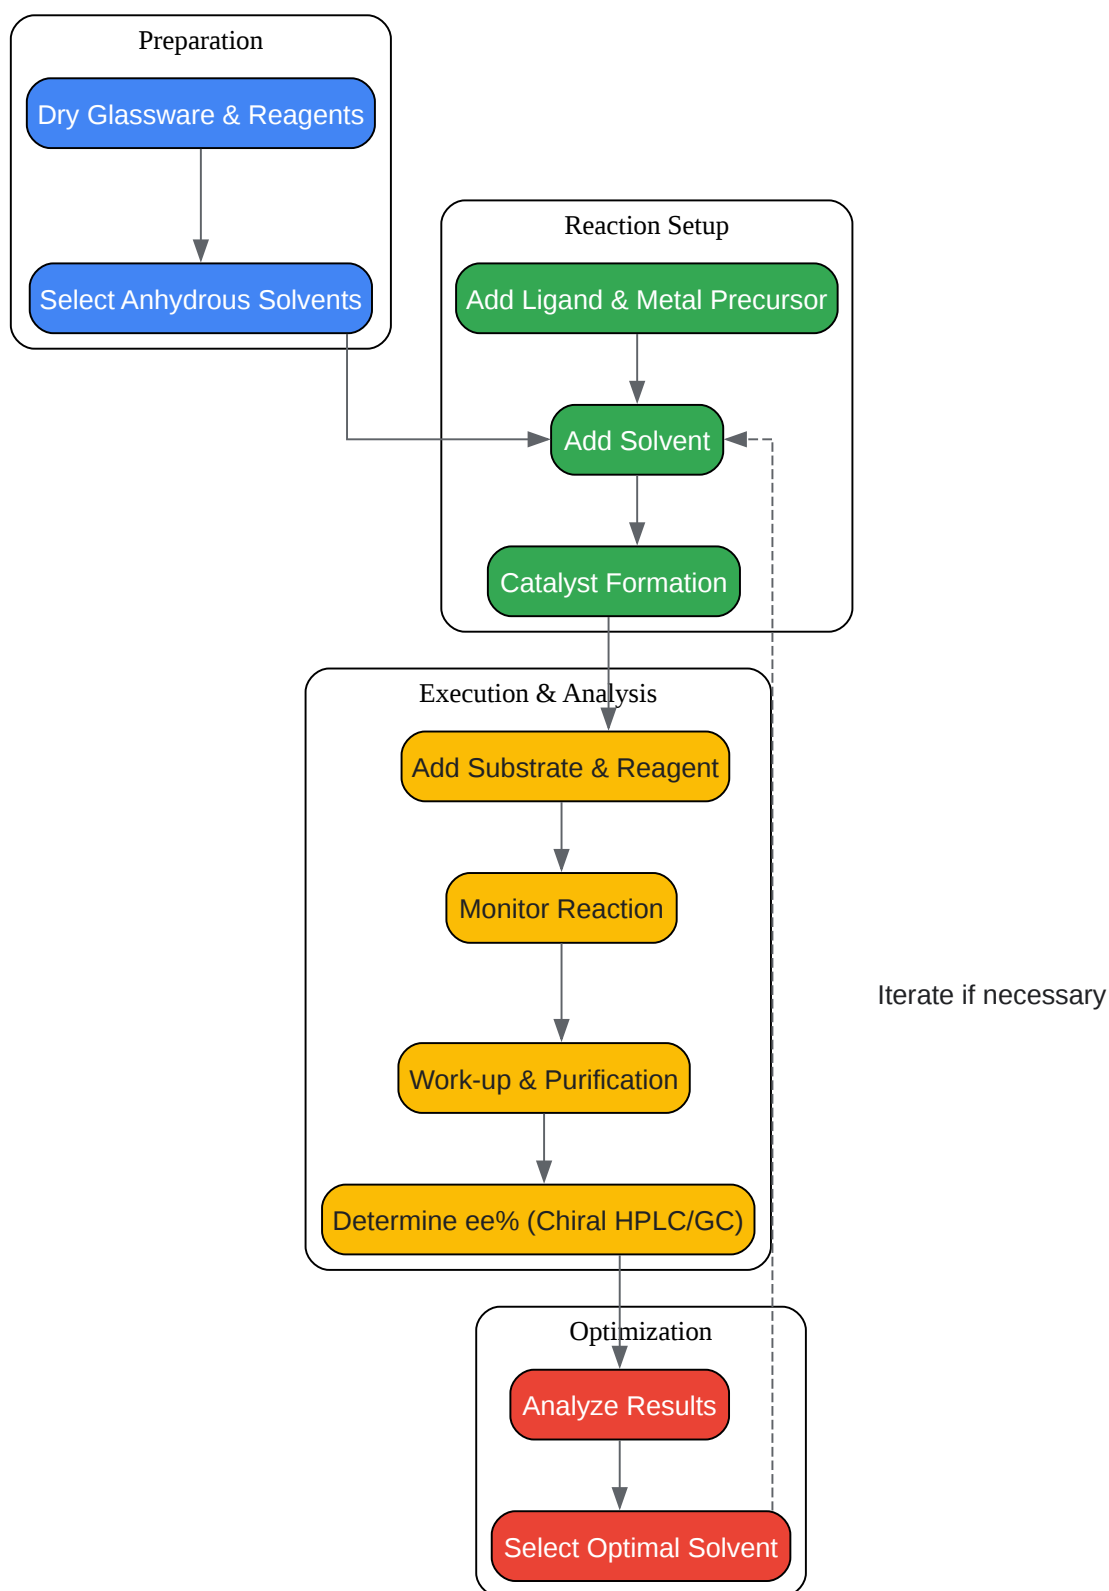 Preparation
Dry Glassware & Reagents
Select Anhydrous Solvents
Reaction Setup
Add Ligand & Metal Precursor
Add Solvent
Catalyst Formation
Execution & Analysis
Add Substrate & Reagent
Monitor Reaction
Iterate if necessary
Work-up & Purification
Determine ee% (Chiral HPLC/GC)
Optimization
Analyze Results
Select Optimal Solvent